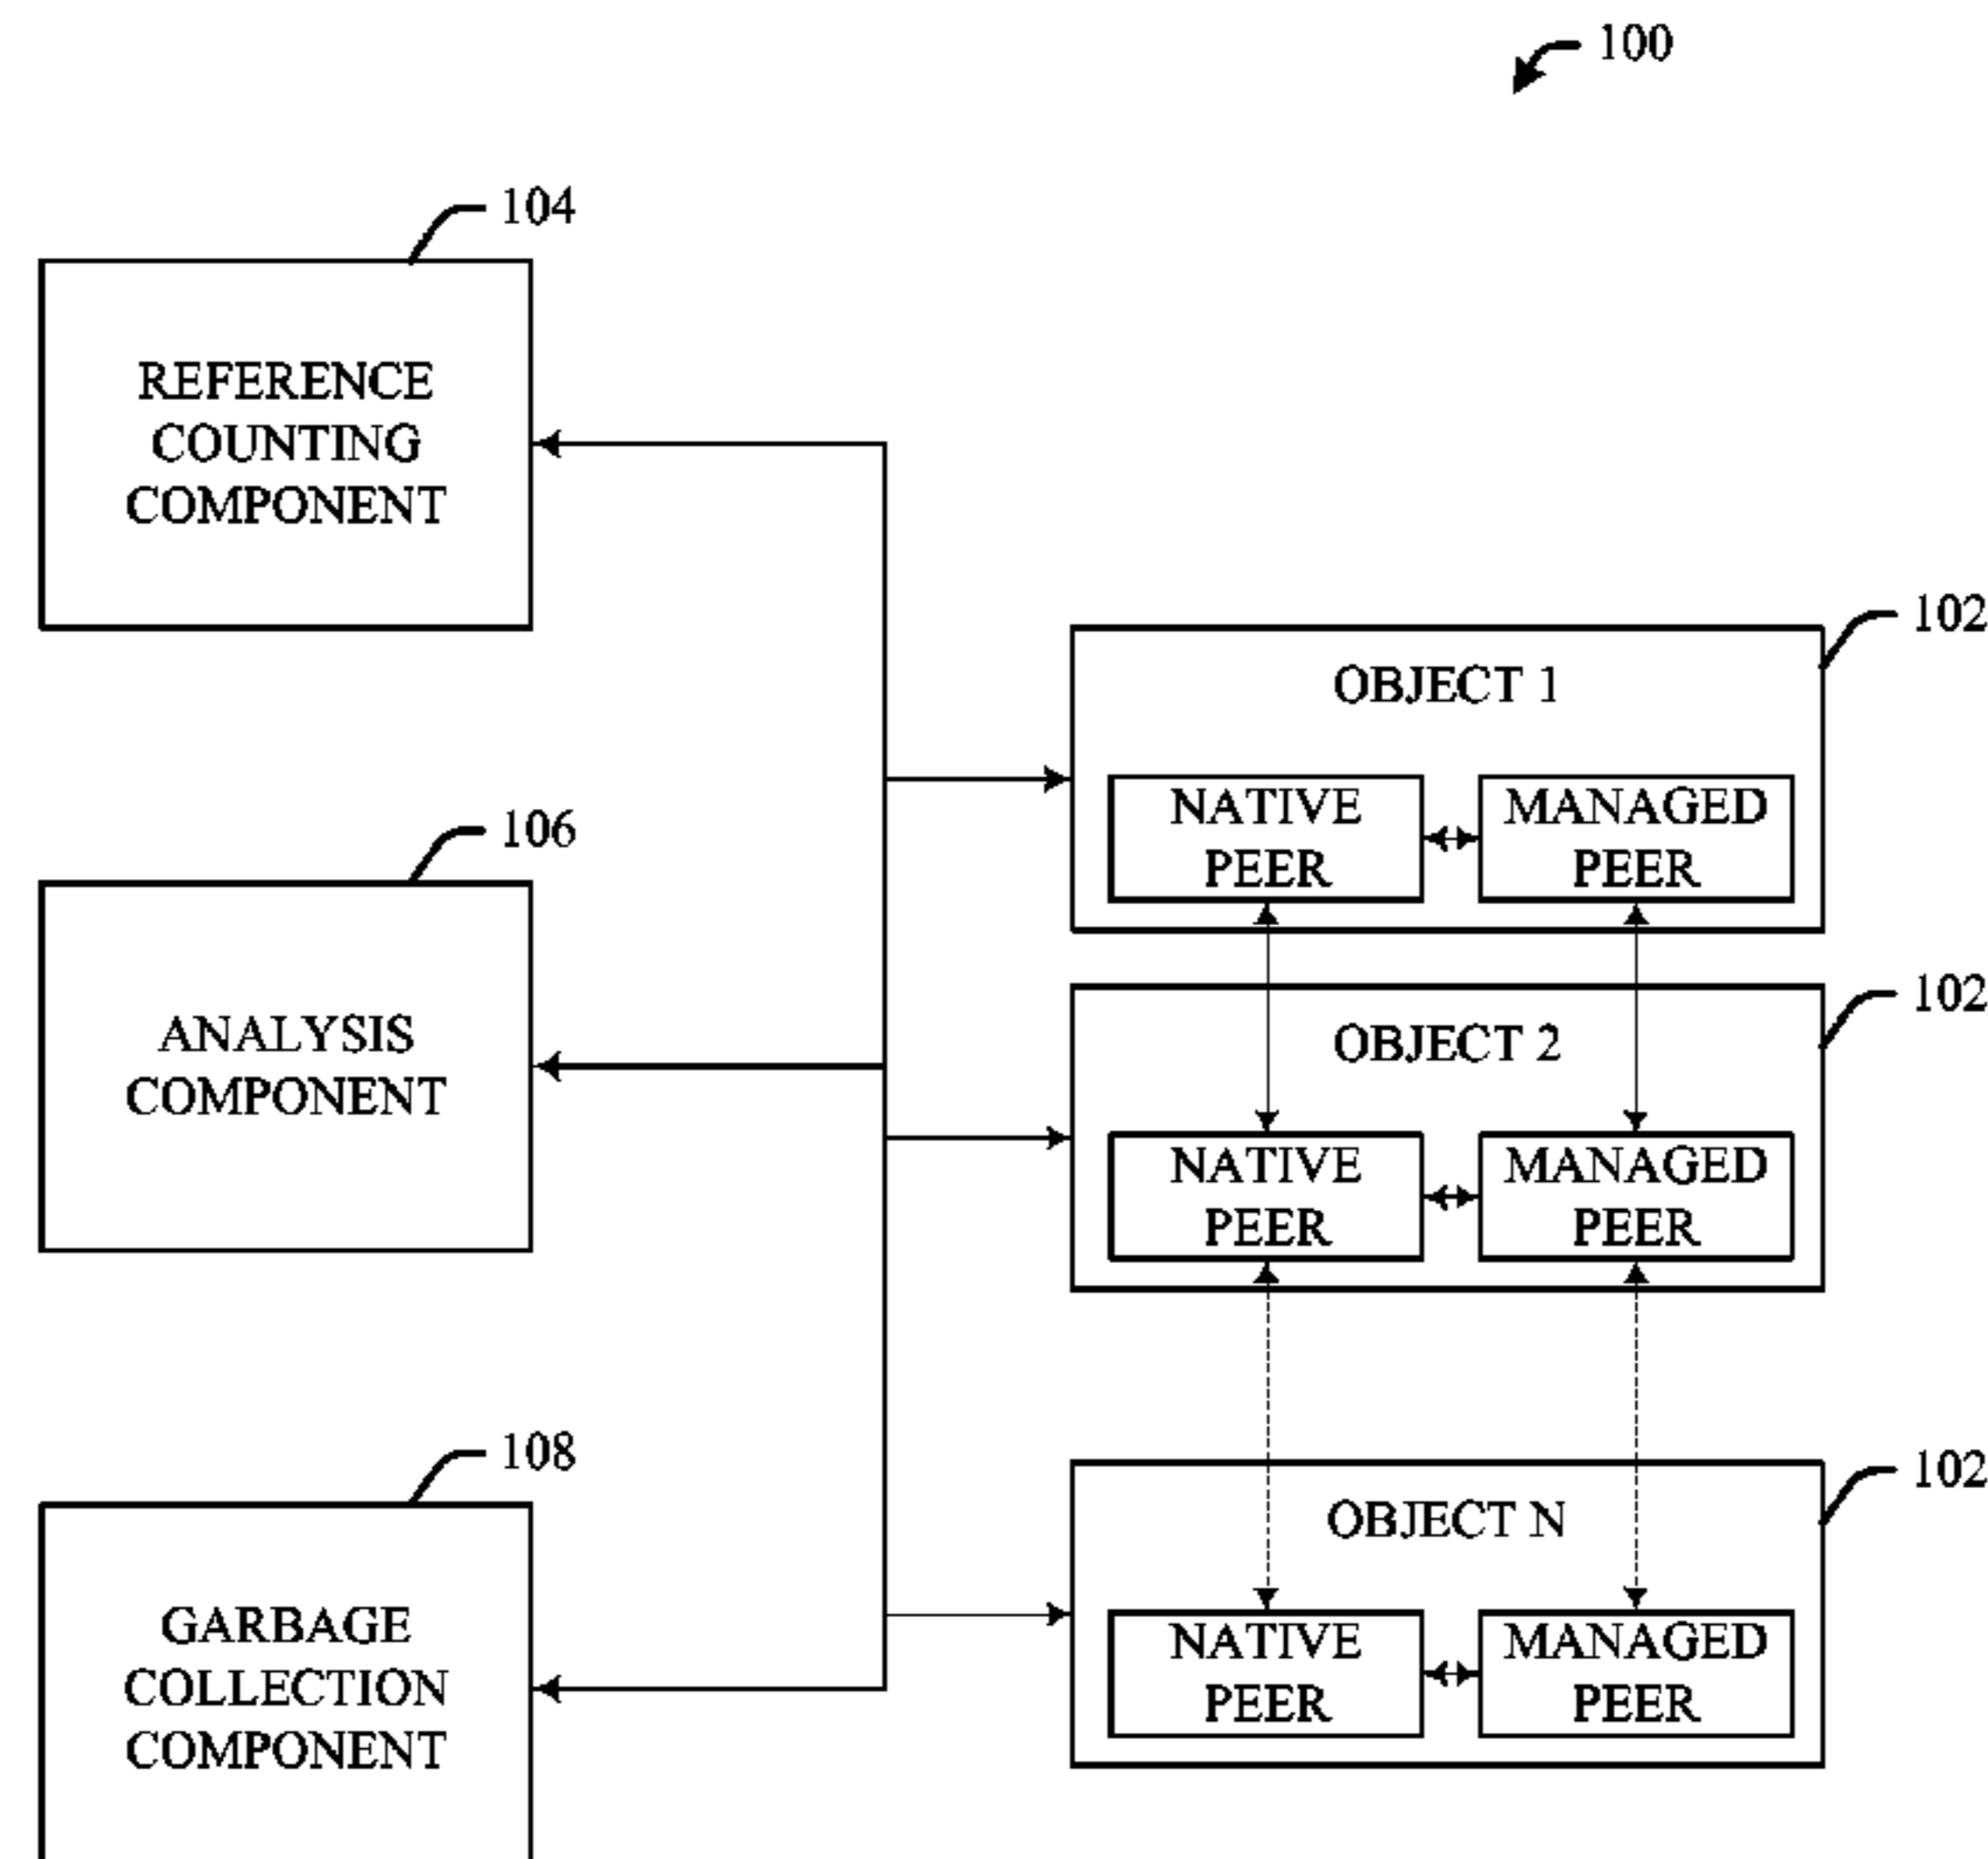 100
104
REFERENCE
COUNTING
COMPONENT
102
OBJECT 1
NATIVE
PEER
MANAGED
PEER
106
ANALYSIS
COMPONENT
102
OBJECT 2
NATIVE
PEER
MANAGED
PEER
108
GARBAGE
COLLECTION
COMPONENT
102
OBJECT N
NATIVE
PEER
MANAGED
PEER